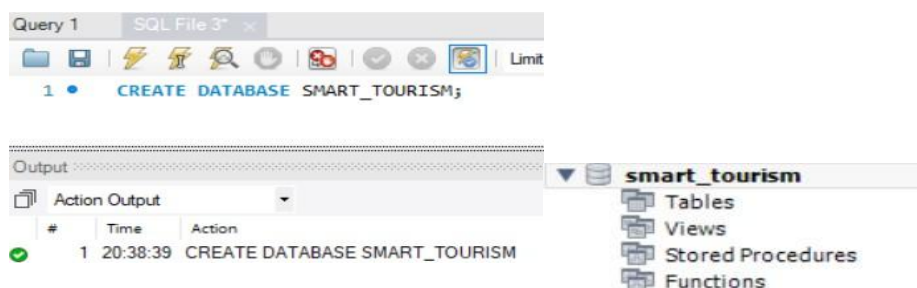 Query 1 SQL File 3* ×
Limit
1 CREATE DATABASE SMART_TOURISM;
Output
Action Output
# Time Action
1 20:38:39 CREATE DATABASE SMART_TOURISM
smart_tourism
Tables
Views
Stored Procedures
Functions